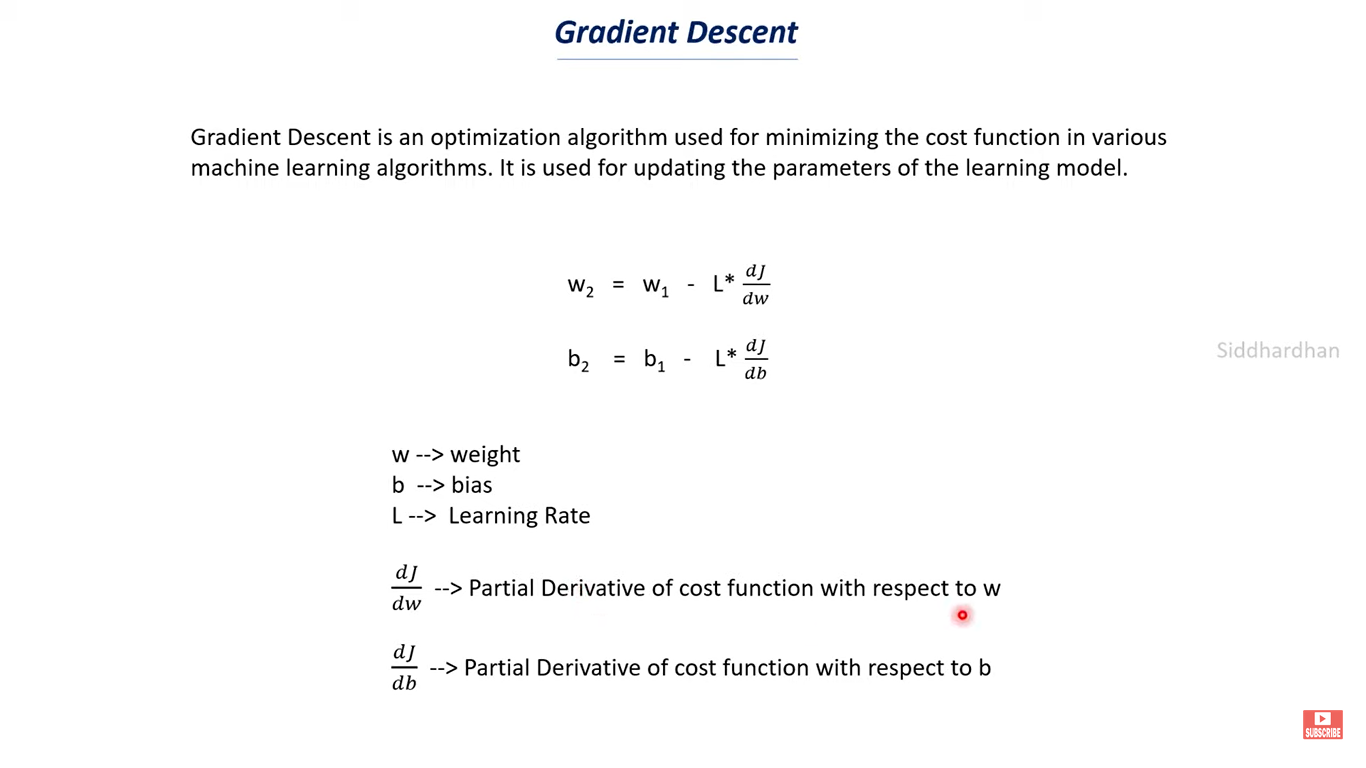 Gradient Descent
Gradient Descent is an optimization algorithm used for minimizing the cost function in various
machine learning algorithms. It is used for updating the parameters of the learning model.
w₂ = w₁ - L* dJ/dw
b₂ = b₁ - L* dJ/db
Siddhardhan
w --> weight
b --> bias
L --> Learning Rate
dJ/dw --> Partial Derivative of cost function with respect to w
dJ/db --> Partial Derivative of cost function with respect to b
SUBSCRIBE